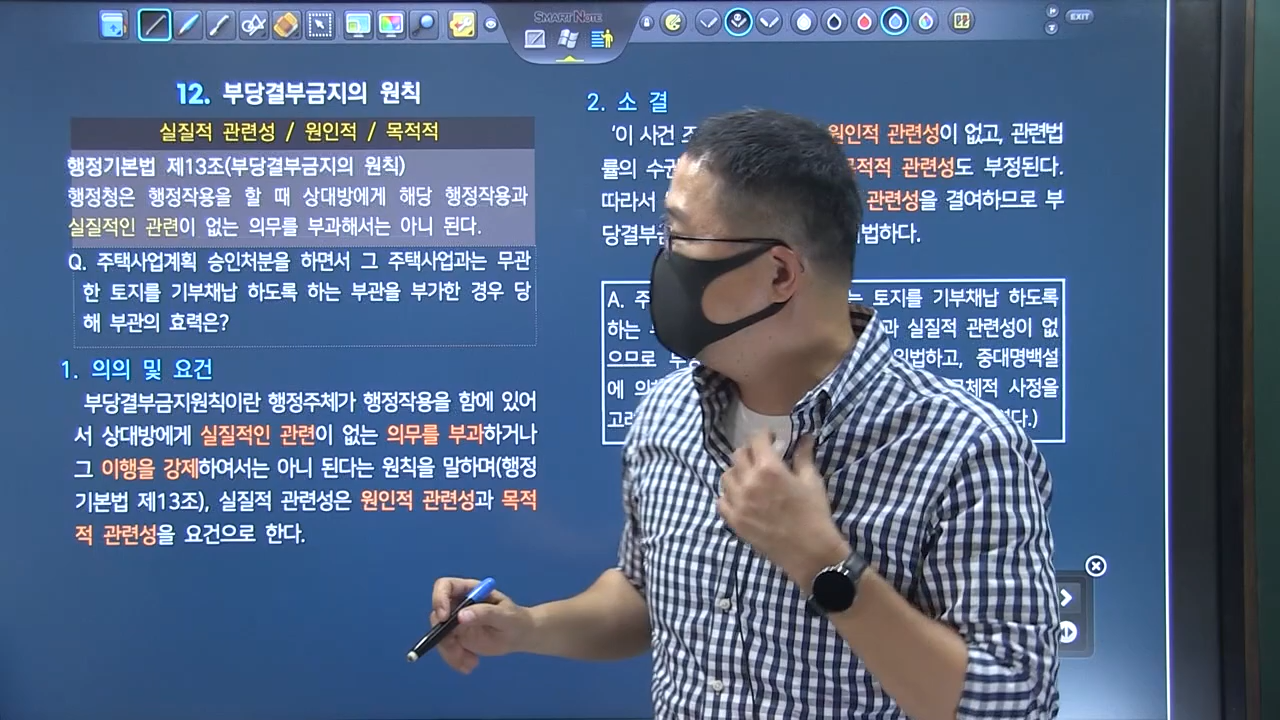 SMART NOTE
EXIT
12. 부당결부금지의 원칙
실질적 관련성 / 원인적 / 목적적
행정기본법 제13조(부당결부금지의 원칙)
행정청은 행정작용을 할 때 상대방에게 해당 행정작용과
실질적인 관련이 없는 의무를 부과해서는 아니 된다.
Q. 주택사업계획 승인처분을 하면서 그 주택사업과는 무관
한 토지를 기부채납 하도록 하는 부관을 부가한 경우 당
해 부관의 효력은?
1. 의의 및 요건
부당결부금지원칙이란 행정주체가 행정작용을 함에 있어
서 상대방에게 실질적인 관련이 없는 의무를 부과하거나
그 이행을 강제하여서는 아니 된다는 원칙을 말하며(행정
기본법 제13조), 실질적 관련성은 원인적 관련성과 목적
적 관련성을 요건으로 한다.
2. 소 결
'이 사건 원인적 관련성이 없고, 관련법
률의 관련성도 부정된다.
따라서 관련성을 결여하므로 부
A. 토지를 기부채납 하도록
하는 실질적 관련성이 없
으므로 위법하고, 중대명백설
에 사정을